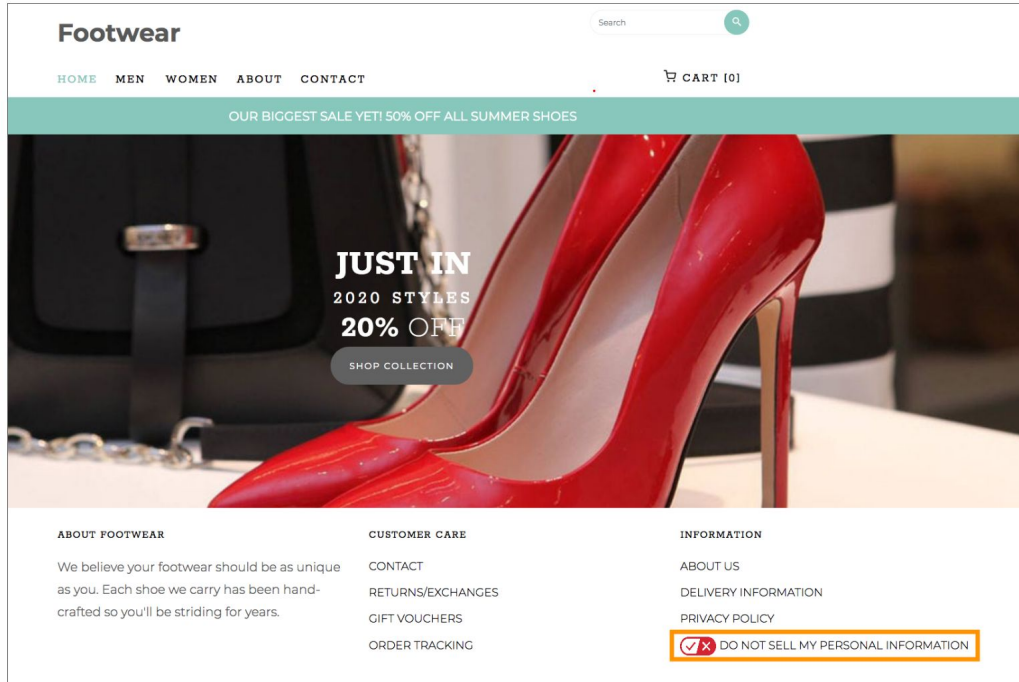 Footwear
Search
HOME MEN WOMEN ABOUT CONTACT
CART [0]
OUR BIGGEST SALE YET! 50% OFF ALL SUMMER SHOES
JUST IN
2020 STYLES
20% OFF
SHOP COLLECTION
ABOUT FOOTWEAR
We believe your footwear should be as unique
as you. Each shoe we carry has been hand-
crafted so you'll be striding for years.
CUSTOMER CARE
CONTACT
RETURNS/EXCHANGES
GIFT VOUCHERS
ORDER TRACKING
INFORMATION
ABOUT US
DELIVERY INFORMATION
PRIVACY POLICY
DO NOT SELL MY PERSONAL INFORMATION